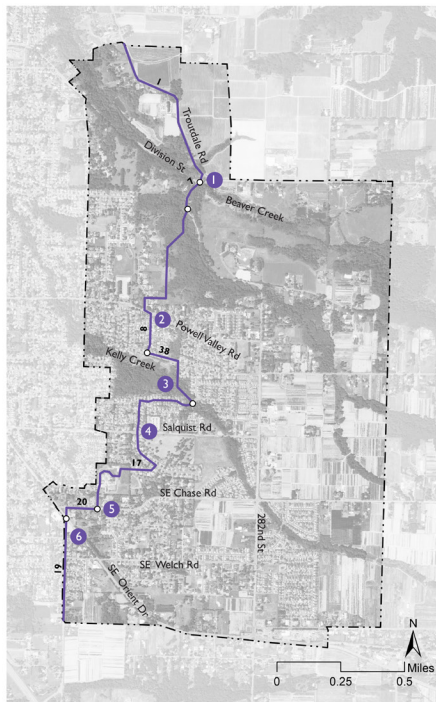 1
Troutdale Rd
Division St
7
1
Beaver Creek
2
8
Powell Valley Rd
38
Kelly Creek
3
4
Salquist Rd
17
SE Chase Rd
20
5
282nd St
6
SE Welch Rd
19
SE Orient Dr
N
Miles
0
0.25
0.5